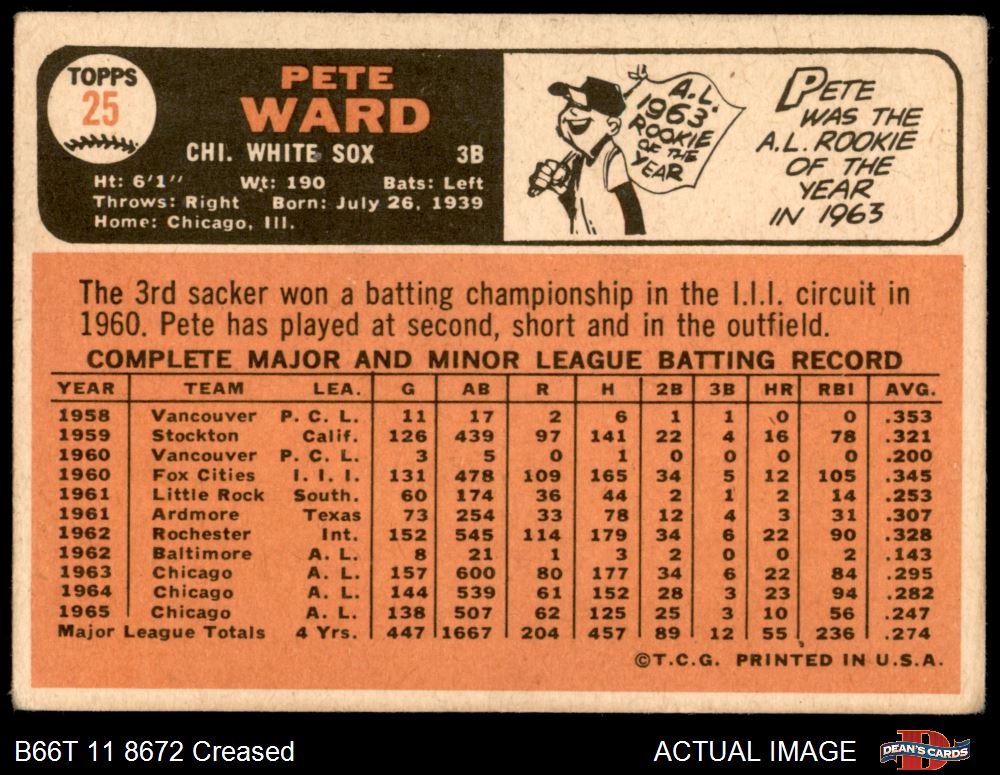 TOPPS
25
PETE
WARD
CHI. WHITE SOX 3B
Ht: 6'1" Wt: 190 Bats: Left
Throws: Right Born: July 26, 1939
Home: Chicago, Ill.
A.L.
1963
ROOKIE
OF THE
YEAR
PETE
WAS THE
A.L. ROOKIE
OF THE
YEAR
IN 1963
The 3rd sacker won a batting championship in the I.I.I. circuit in
1960. Pete has played at second, short and in the outfield.
COMPLETE MAJOR AND MINOR LEAGUE BATTING RECORD
YEAR TEAM LEA. G AB R H 2B 3B HR RBI AVG.
1958 Vancouver P. C. L. 11 17 2 6 1 1 0 0 .353
1959 Stockton Calif. 126 439 97 141 22 4 16 78 .321
1960 Vancouver P. C. L. 3 5 0 1 0 0 0 0 .200
1960 Fox Cities I. I. I. 131 478 109 165 34 5 12 105 .345
1961 Little Rock South. 60 174 36 44 2 1 2 14 .253
1961 Ardmore Texas 73 254 33 78 12 4 3 31 .307
1962 Rochester Int. 152 545 114 179 34 6 22 90 .328
1962 Baltimore A. L. 8 21 1 3 2 0 0 2 .143
1963 Chicago A. L. 157 600 80 177 34 6 22 84 .295
1964 Chicago A. L. 144 539 61 152 28 3 23 94 .282
1965 Chicago A. L. 138 507 62 125 25 3 10 56 .247
Major League Totals 4 Yrs. 447 1667 204 457 89 12 55 236 .274
©T.C.G. PRINTED IN U.S.A.
B66T 11 8672 Creased ACTUAL IMAGE
D
DEAN'S CARDS